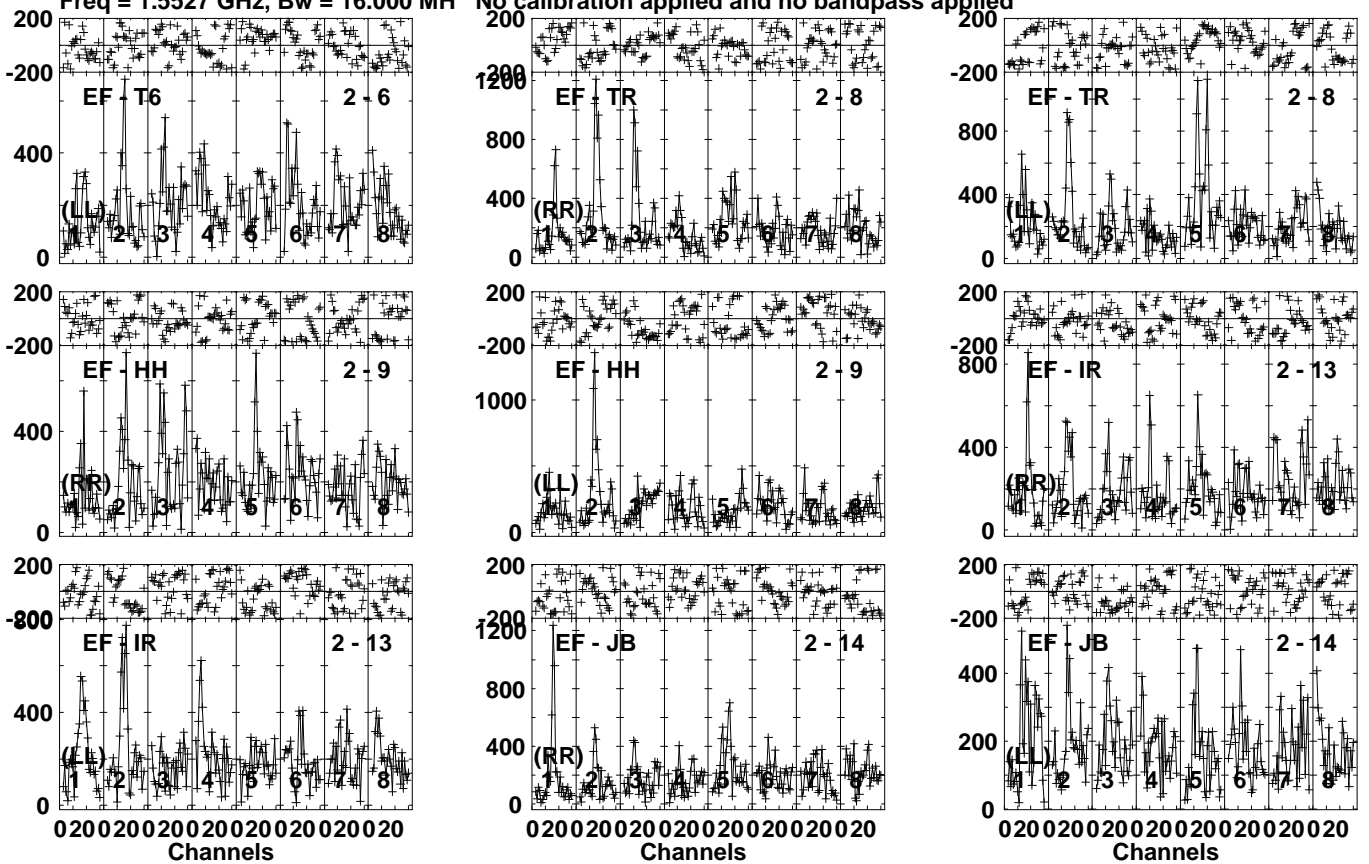 Freq = 1.5527 GHz, Bw = 16.000 MH No calibration applied and no bandpass applied
200 200 200
-200 -200 -200
1200
EF - T6 2 - 6 EF - TR 2 - 8 EF - TR 2 - 8
800 800
400 400 400
(LL) (RR) (LL)
1 2 3 4 5 6 7 8 1 2 3 4 5 6 7 8 1 2 3 4 5 6 7 8
0 0 0
200 200 200
-200 -200 -200
800
EF - HH 2 - 9 EF - HH 2 - 9 EF - IR 2 - 13
1000
400 400
(RR) (LL) (RR)
1 2 3 4 5 6 7 8 1 2 3 4 5 6 7 8 1 2 3 4 5 6 7 8
0 0 0
200 200 200
-200 -200 -200
800 1200
EF - IR 2 - 13 EF - JB 2 - 14 EF - JB 2 - 14
800
400 400 400
200
(LL) (RR) (LL)
1 2 3 4 5 6 7 8 1 2 3 4 5 6 7 8 1 2 3 4 5 6 7 8
0 0 0
0 20 0 20 0 20 0 20 0 20 0 20 0 20 0 20 0 20 0 20 0 20 0 20 0 20 0 20 0 20 0 20 0 20 0 20 0 20 0 20 0 20 0 20 0 20 0 20
Channels Channels Channels